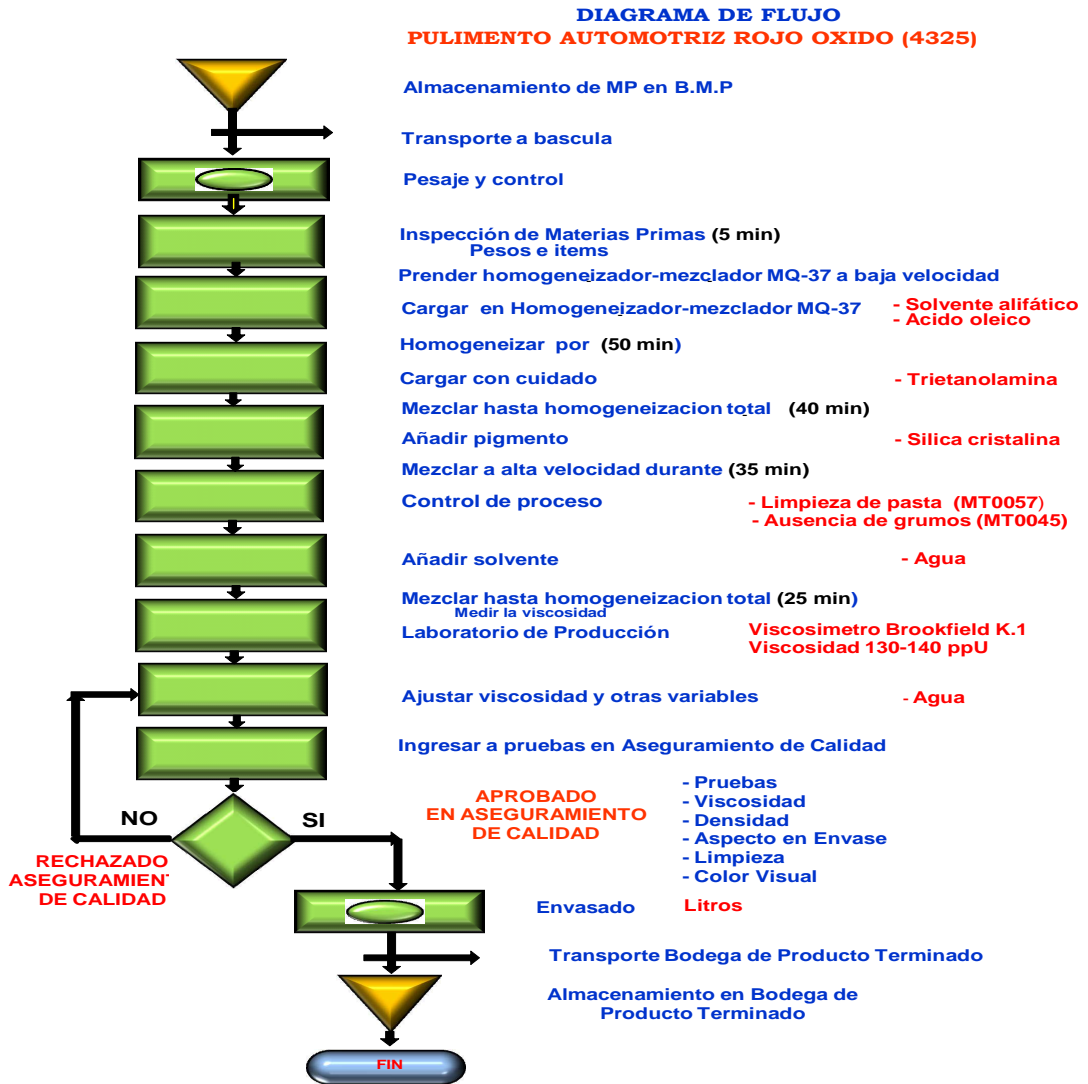 DIAGRAMA DE FLUJO
PULIMENTO AUTOMOTRIZ ROJO OXIDO (4325)
Almacenamiento de MP en B.M.P
Transporte a bascula
Pesaje y control
Inspección de Materias Primas (5 min)
Pesos e items
Prender homogeneizador-mezclador MQ-37 a baja velocidad
Cargar en Homogeneizador-mezclador MQ-37 - Solvente alifático
- Acido oleico
Homogeneizar por (50 min)
Cargar con cuidado - Trietanolamina
Mezclar hasta homogeneizacion total (40 min)
Añadir pigmento - Silica cristalina
Mezclar a alta velocidad durante (35 min)
Control de proceso - Limpieza de pasta (MT0057)
- Ausencia de grumos (MT0045)
Añadir solvente - Agua
Mezclar hasta homogeneizacion total (25 min)
Medir la viscosidad
Laboratorio de Producción Viscosimetro Brookfield K.1
Viscosidad 130-140 ppU
Ajustar viscosidad y otras variables - Agua
Ingresar a pruebas en Aseguramiento de Calidad
NO
SI
APROBADO
EN ASEGURAMIENTO
DE CALIDAD
- Pruebas
- Viscosidad
- Densidad
- Aspecto en Envase
- Limpieza
- Color Visual
RECHAZADO
ASEGURAMIEN
DE CALIDAD
Envasado Litros
Transporte Bodega de Producto Terminado
Almacenamiento en Bodega de
Producto Terminado
FIN